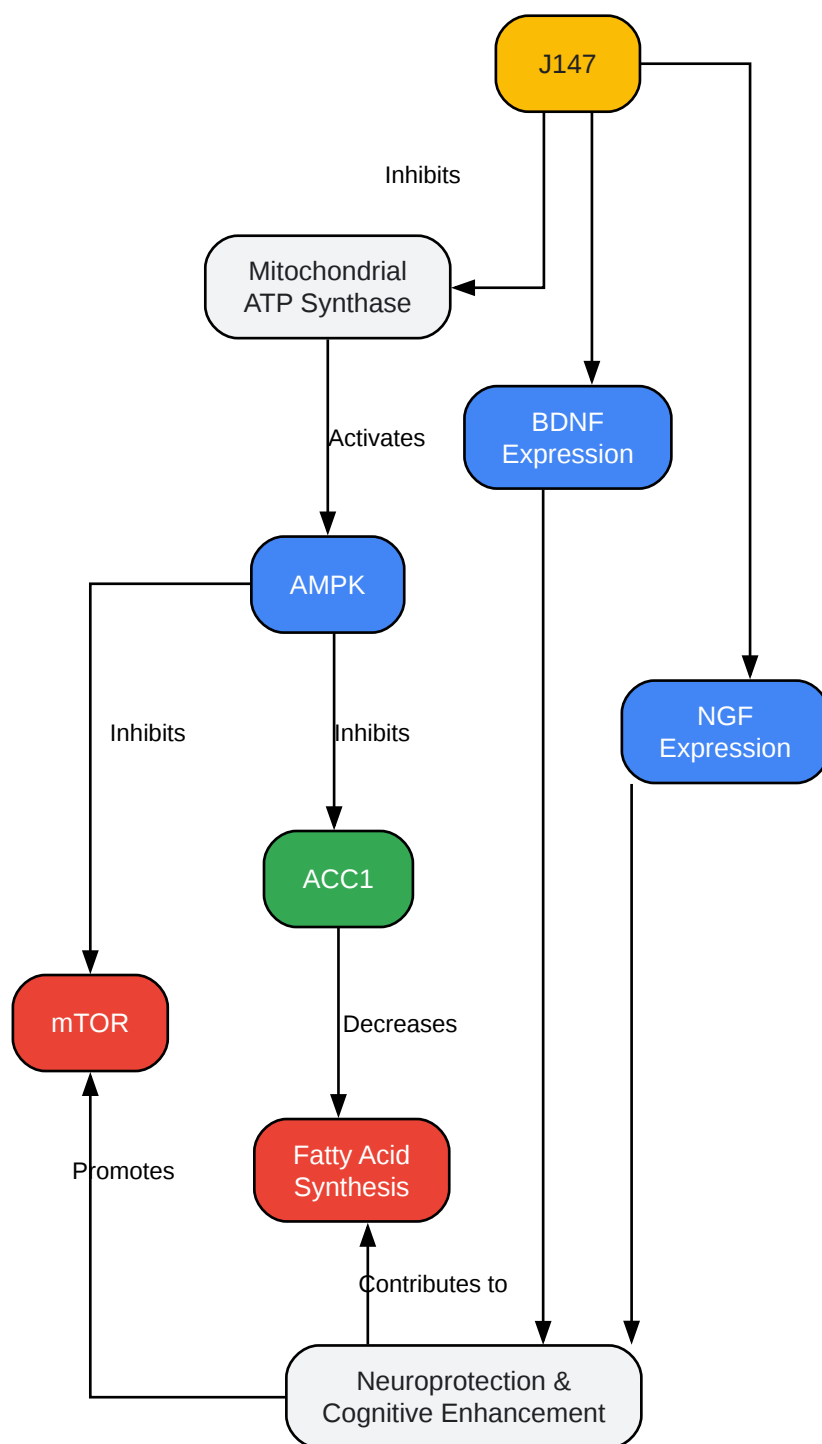 J147
Inhibits
Mitochondrial
ATP Synthase
BDNF
Expression
Activates
AMPK
NGF
Expression
Inhibits
Inhibits
ACC1
mTOR
Decreases
Fatty Acid
Synthesis
Promotes
Contributes to
Neuroprotection &
Cognitive Enhancement